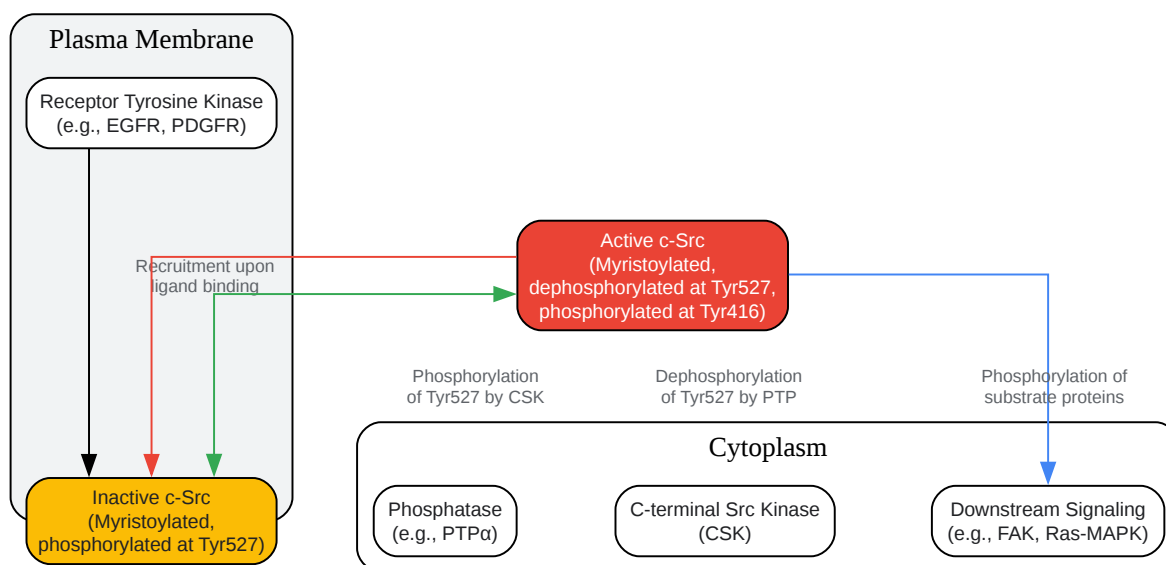 Plasma Membrane
Receptor Tyrosine Kinase
(e.g., EGFR, PDGFR)
Recruitment upon
ligand binding
Active c-Src
(Myristoylated,
dephosphorylated at Tyr527,
phosphorylated at Tyr416)
Phosphorylation
of Tyr527 by CSK
Dephosphorylation
of Tyr527 by PTP
Phosphorylation of
substrate proteins
Cytoplasm
Inactive c-Src
(Myristoylated,
phosphorylated at Tyr527)
Phosphatase
(e.g., PTPα)
C-terminal Src Kinase
(CSK)
Downstream Signaling
(e.g., FAK, Ras-MAPK)